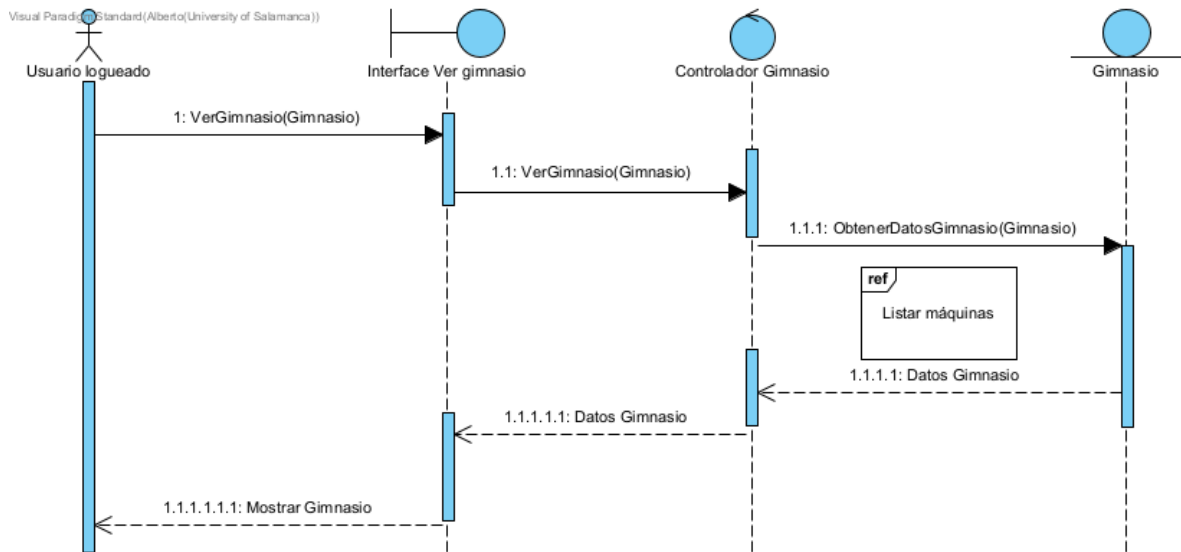 Visual Paradigm Standard(Alberto(University of Salamanca))
Usuario logueado
Interface Ver gimnasio
Controlador Gimnasio
Gimnasio
1: VerGimnasio(Gimnasio)
1.1: VerGimnasio(Gimnasio)
1.1.1: ObtenerDatosGimnasio(Gimnasio)
ref
Listar máquinas
1.1.1.1: Datos Gimnasio
1.1.1.1.1: Datos Gimnasio
1.1.1.1.1.1: Mostrar Gimnasio